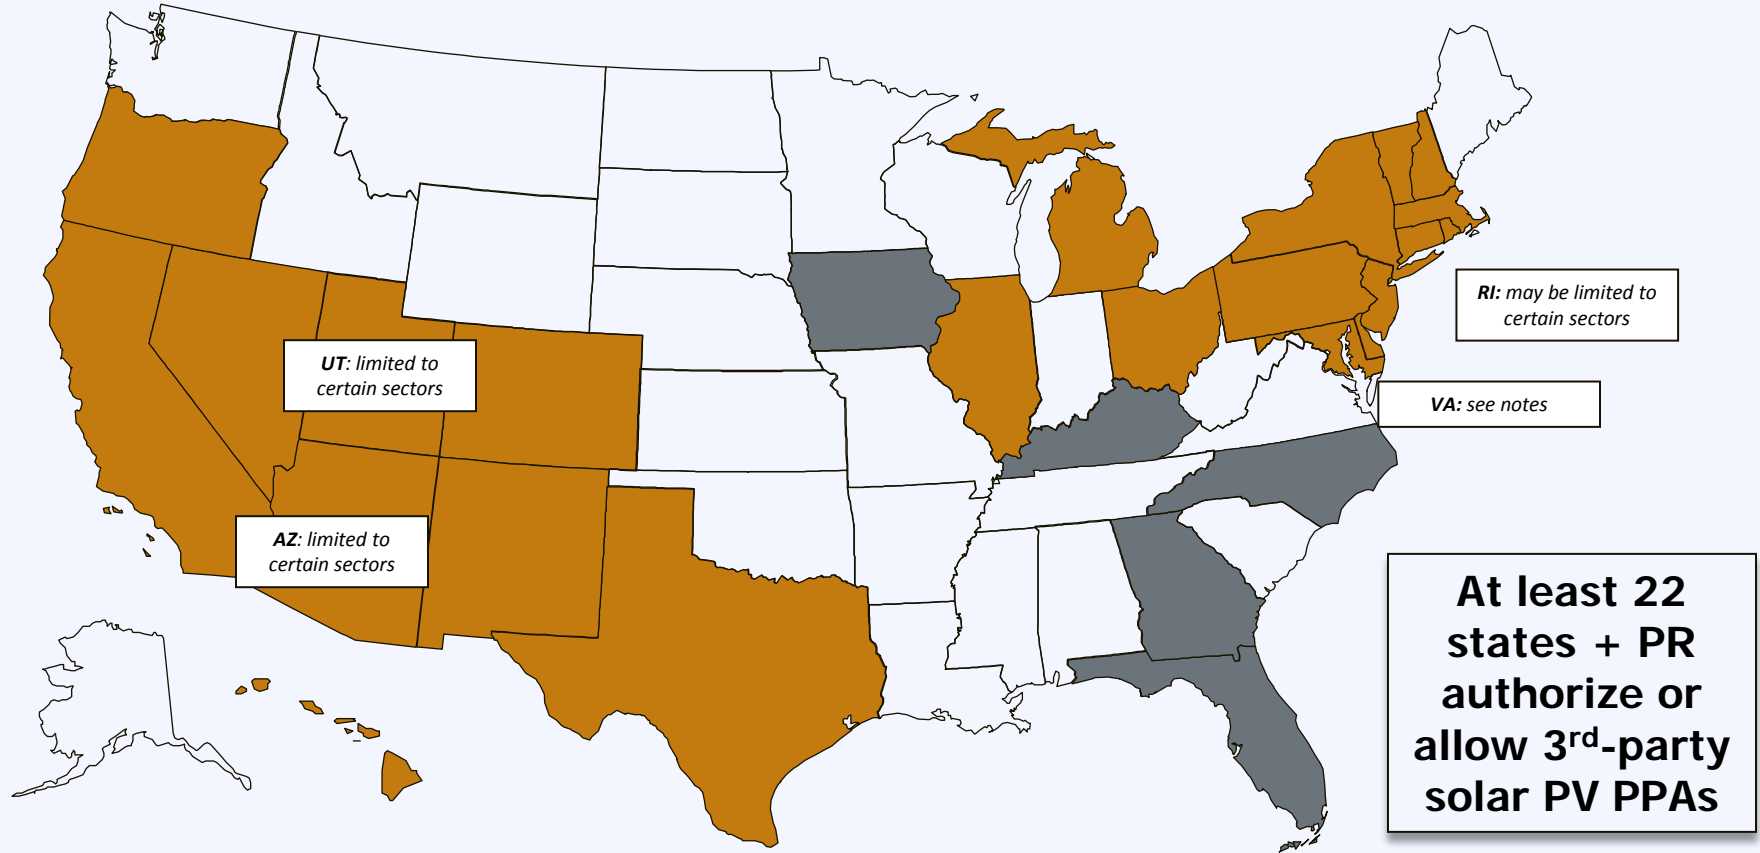 RI: may be limited to
certain sectors
UT: limited to
certain sectors
VA: see notes
AZ: limited to
certain sectors
At least 22
states + PR
authorize or
allow 3rd-party
solar PV PPAs